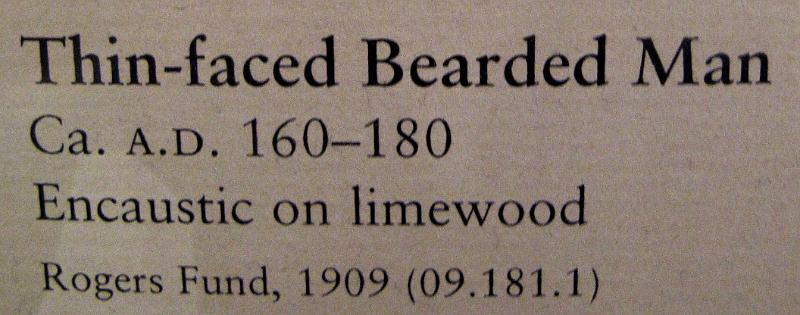 Thin-faced Bearded Man
Ca. A.D. 160–180
Encaustic on limewood
Rogers Fund, 1909 (09.181.1)